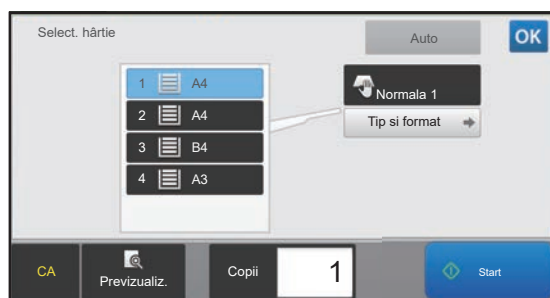 Select. hârtie
Auto
OK
1 A4
2 A4
3 B4
4 A3
Normala 1
Tip si format
CA
Previzualiz.
Copii
1
Start